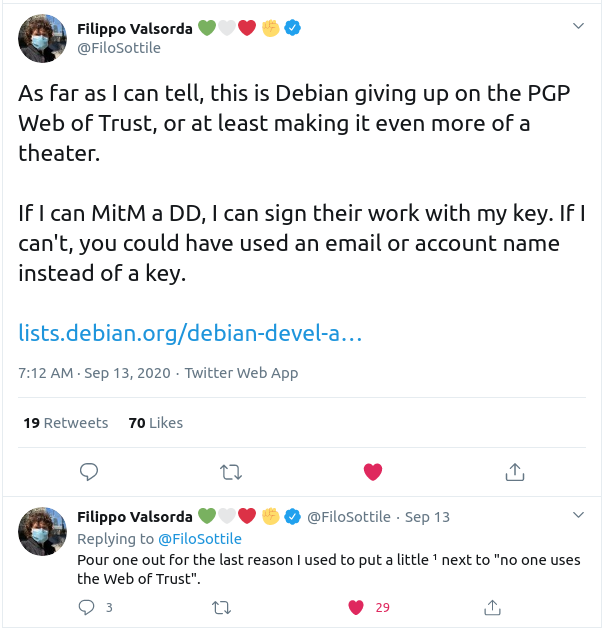 Filippo Valsorda 💚🤍❤️✊
@FiloSottile
As far as I can tell, this is Debian giving up on the PGP
Web of Trust, or at least making it even more of a
theater.
If I can MitM a DD, I can sign their work with my key. If I
can't, you could have used an email or account name
instead of a key.
lists.debian.org/debian-devel-a…
7:12 AM · Sep 13, 2020 · Twitter Web App
19 Retweets 70 Likes
Filippo Valsorda 💚🤍❤️✊ @FiloSottile · Sep 13
Replying to @FiloSottile
Pour one out for the last reason I used to put a little ¹ next to "no one uses
the Web of Trust".
3 29